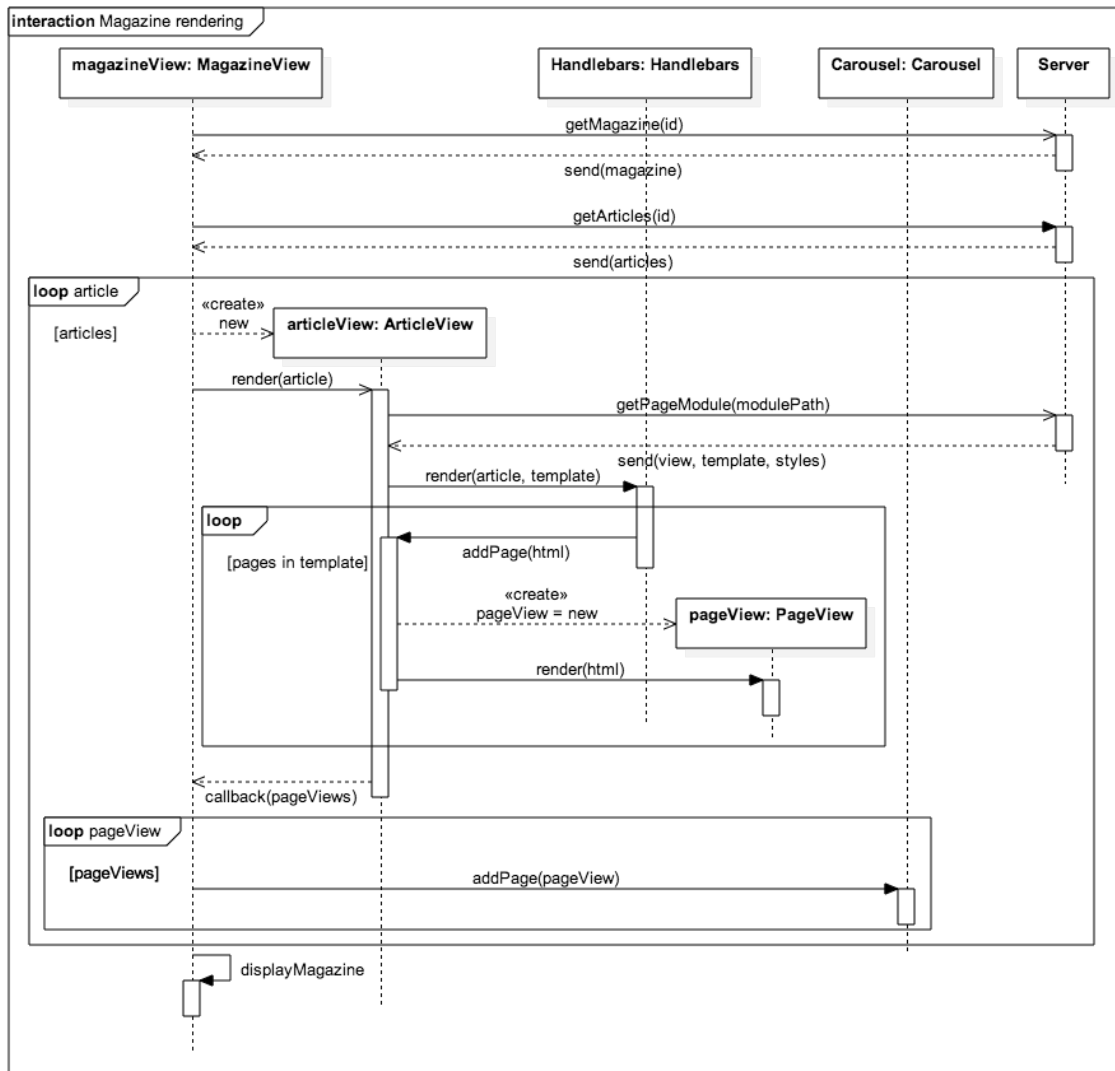 interaction Magazine rendering
magazineView: MagazineView
Handlebars: Handlebars
Carousel: Carousel
Server
getMagazine(id)
send(magazine)
getArticles(id)
send(articles)
loop article
[articles]
«create»
new
articleView: ArticleView
render(article)
getPageModule(modulePath)
send(view, template, styles)
render(article, template)
loop
[pages in template]
addPage(html)
«create»
pageView = new
pageView: PageView
render(html)
callback(pageViews)
loop pageView
[pageViews]
addPage(pageView)
displayMagazine